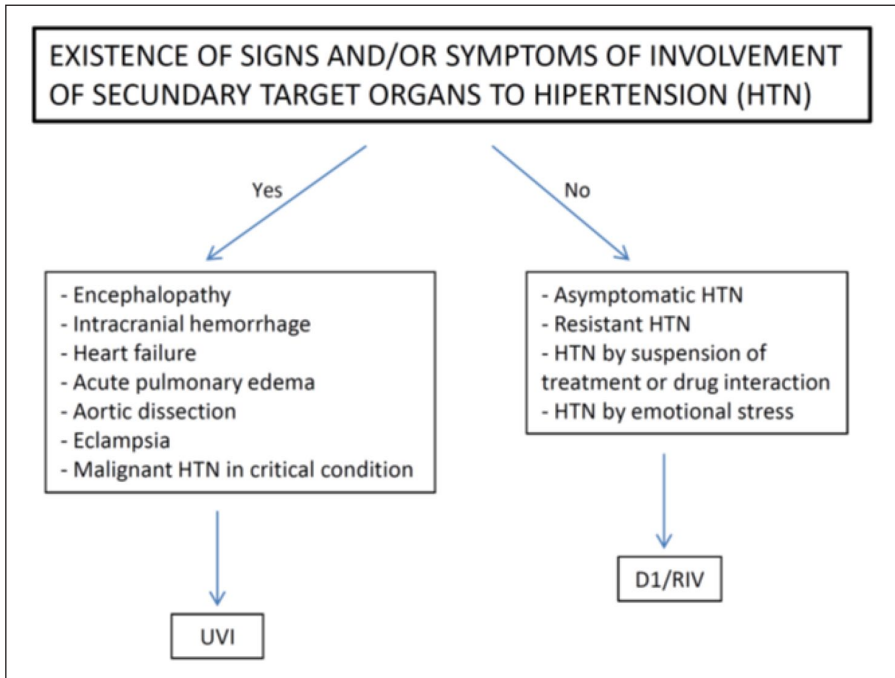 EXISTENCE OF SIGNS AND/OR SYMPTOMS OF INVOLVEMENT
OF SECUNDARY TARGET ORGANS TO HIPERTENSION (HTN)
Yes
No
- Encephalopathy
- Intracranial hemorrhage
- Heart failure
- Acute pulmonary edema
- Aortic dissection
- Eclampsia
- Malignant HTN in critical condition
- Asymptomatic HTN
- Resistant HTN
- HTN by suspension of
treatment or drug interaction
- HTN by emotional stress
UVI
D1/RIV